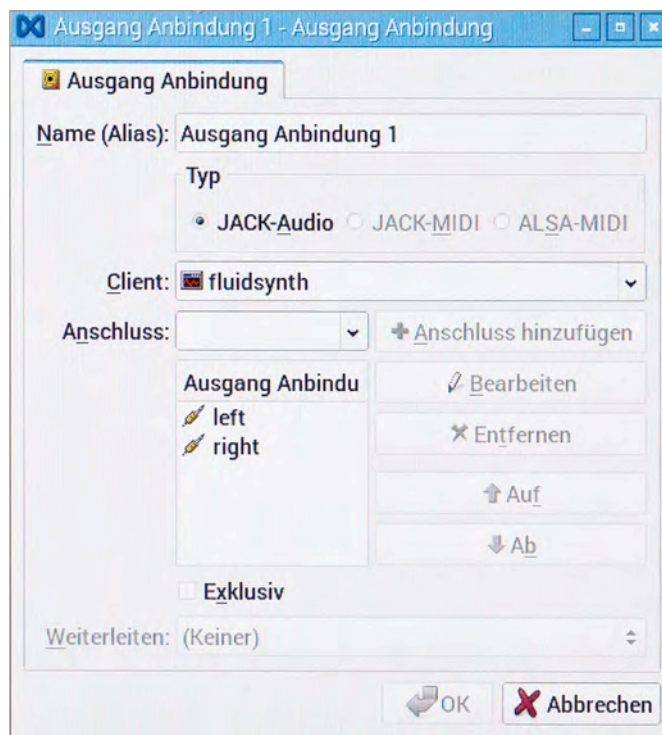 Ausgang Anbindung 1 - Ausgang Anbindung
Ausgang Anbindung
Name (Alias): Ausgang Anbindung 1
Typ
JACK-Audio JACK-MIDI ALSA-MIDI
Client: fluidsynth
Anschluss: Anschluss hinzufügen
Ausgang Anbindu Bearbeiten
left
right
Entfernen
Auf
Ab
Exklusiv
Weiterleiten: (Keiner)
OK Abbrechen